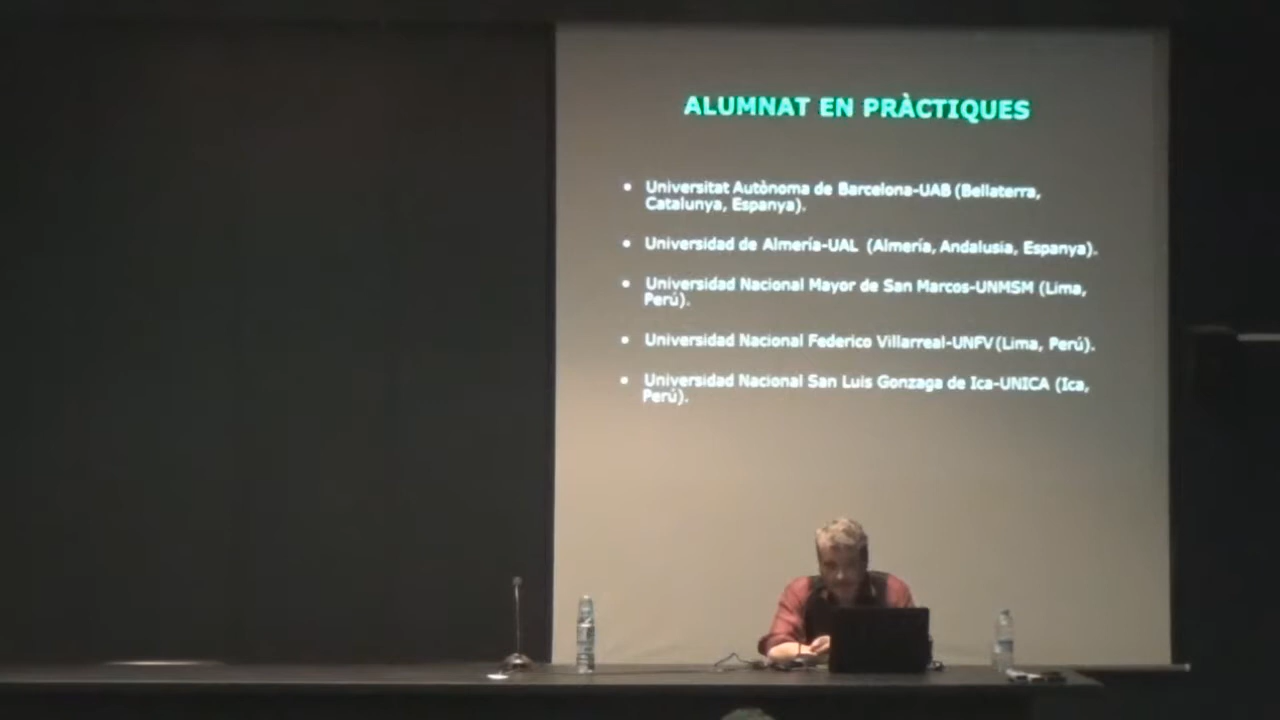 ALUMNAT EN PRÀCTIQUES
• Universitat Autònoma de Barcelona-UAB (Bellaterra,
Catalunya, Espanya).
• Universidad de Almería-UAL (Almería, Andalusia, Espanya).
• Universidad Nacional Mayor de San Marcos-UNMSM (Lima,
Perú).
• Universidad Nacional Federico Villarreal-UNFV (Lima, Perú).
• Universidad Nacional San Luis Gonzaga de Ica-UNICA (Ica,
Perú).